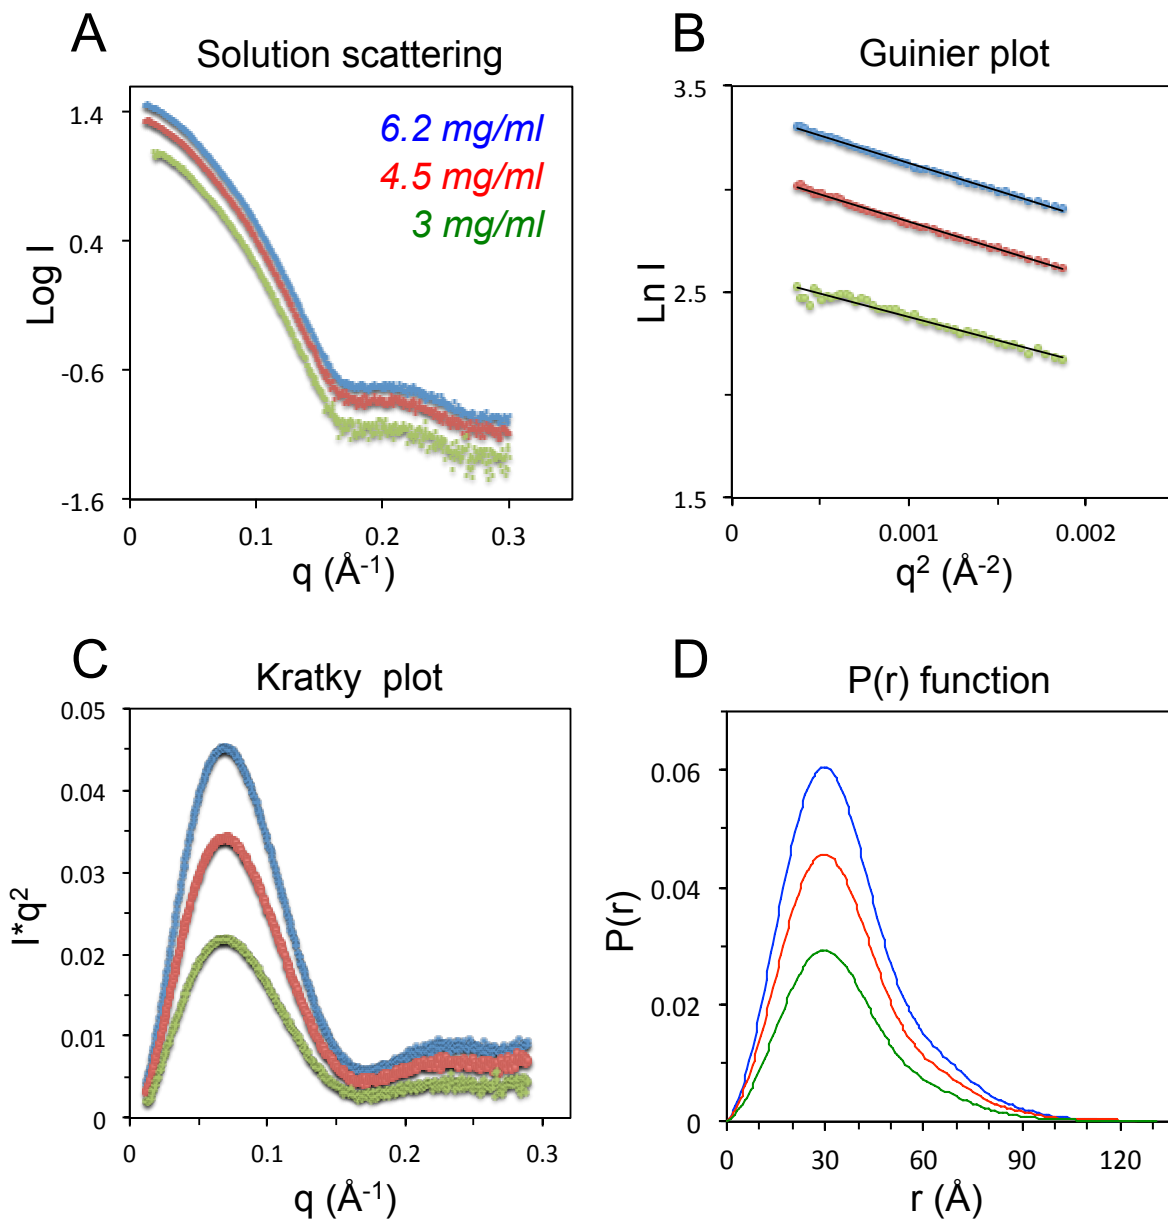 A
Solution scattering
6.2 mg/ml
4.5 mg/ml
3 mg/ml
1.4
0.4
-0.6
-1.6
Log I
0
0.1
0.2
0.3
q (Å-1)
B
Guinier plot
3.5
2.5
1.5
Ln I
0
0.001
0.002
q2 (Å-2)
C
Kratky plot
0.05
0.04
0.03
0.02
0.01
0
I*q2
0
0.1
0.2
0.3
q (Å-1)
D
P(r) function
0.06
0.04
0.02
0
P(r)
0
30
60
90
120
r (Å)